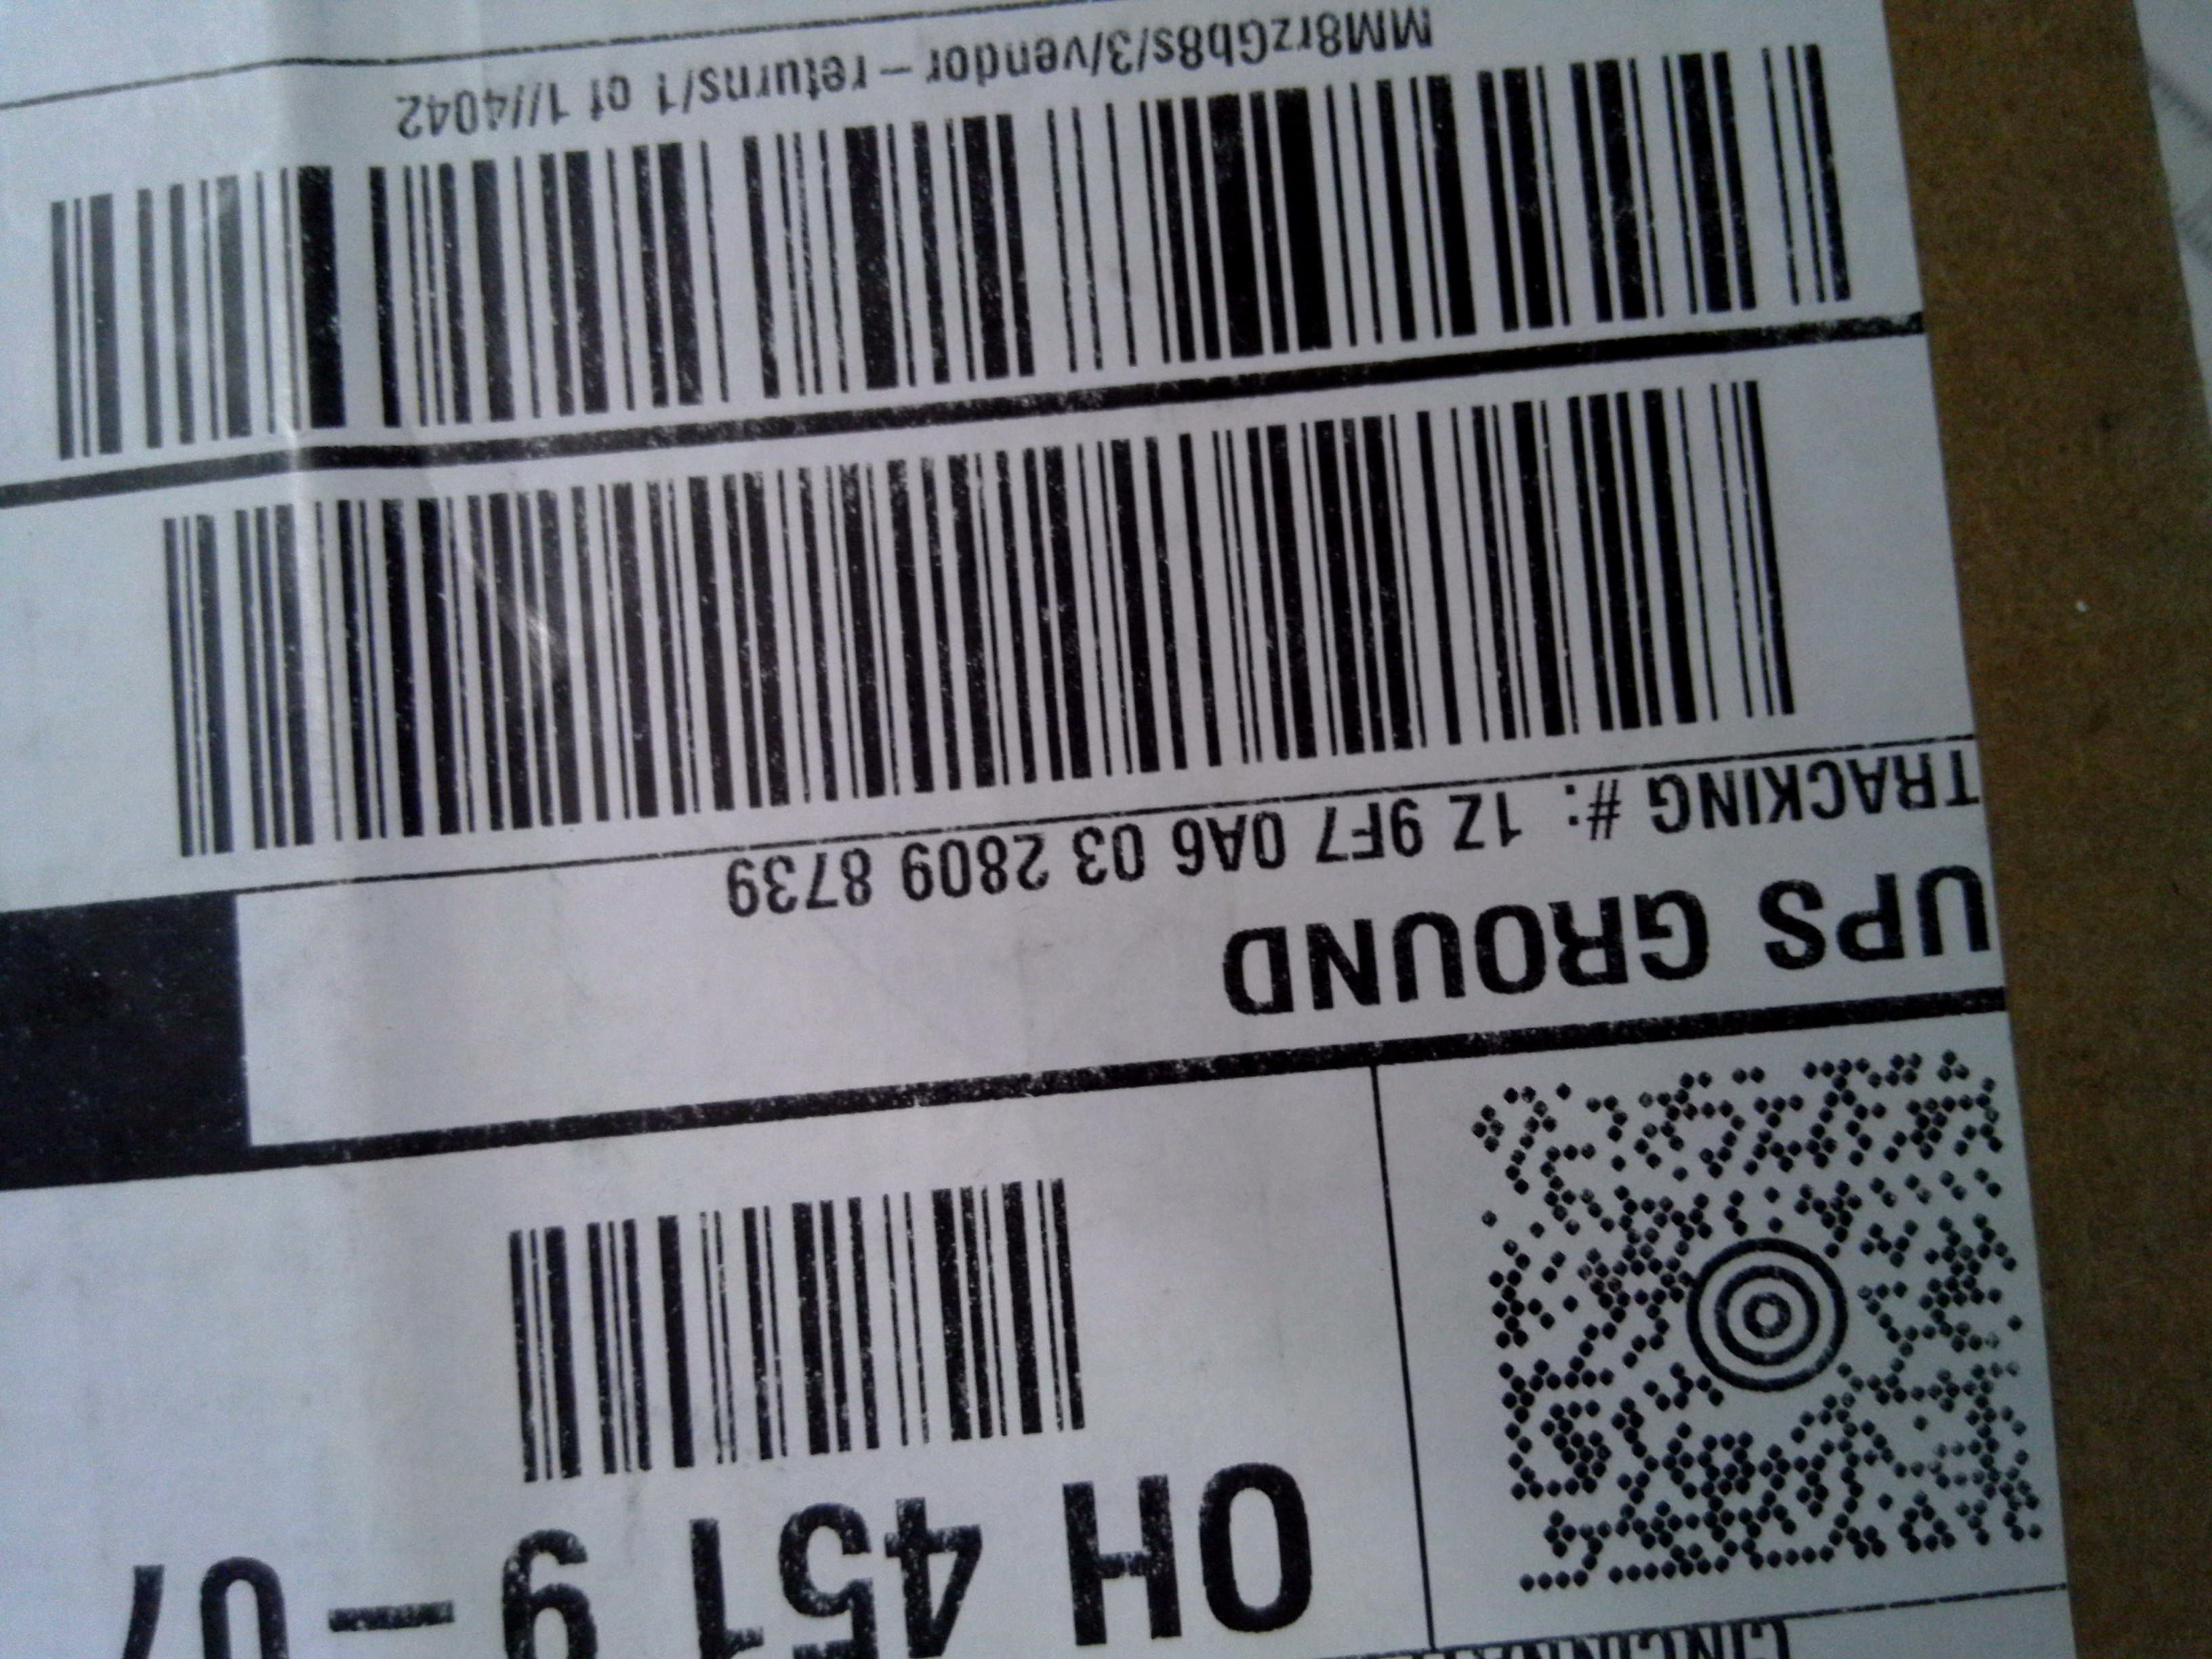 OH 451 9 – 07
UPS GROUND
TRACKING #: 1Z 9F7 0A6 03 2809 8739
MM8rzGb8s/3/vendor – returns/1 of 1//4042